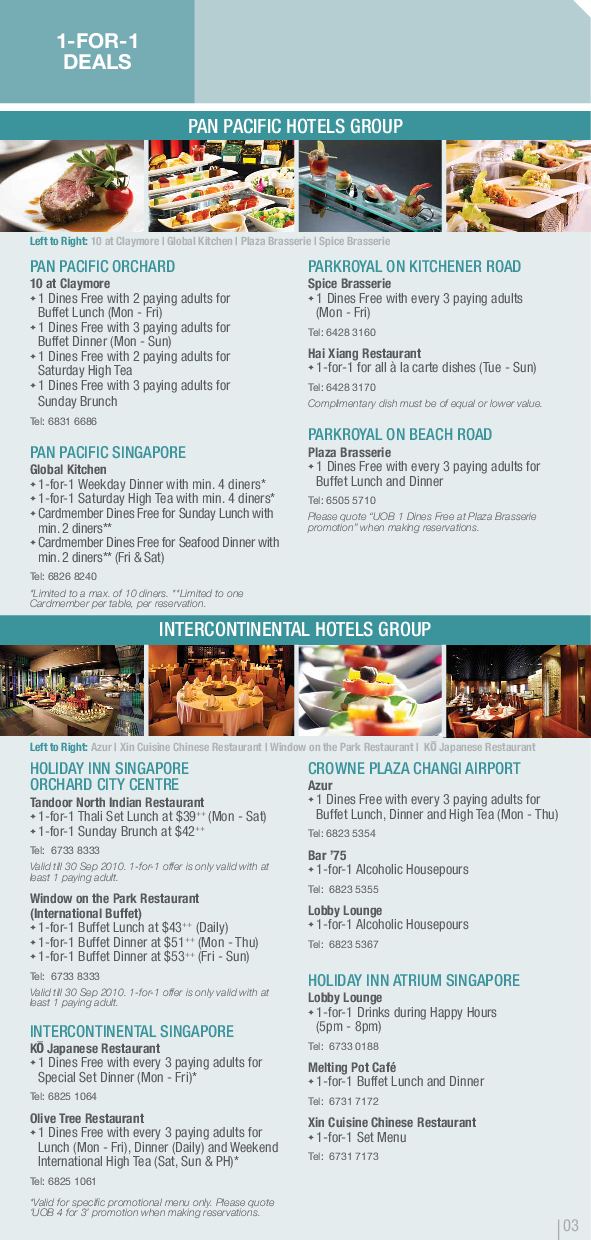 1-FOR-1
DEALS
PAN PACIFIC HOTELS GROUP
Left to Right: 10 at Claymore | Global Kitchen | Plaza Brasserie | Spice Brasserie
PAN PACIFIC ORCHARD
10 at Claymore
✦ 1 Dines Free with 2 paying adults for
Buffet Lunch (Mon - Fri)
✦ 1 Dines Free with 3 paying adults for
Buffet Dinner (Mon - Sun)
✦ 1 Dines Free with 2 paying adults for
Saturday High Tea
✦ 1 Dines Free with 3 paying adults for
Sunday Brunch
Tel: 6831 6686
PAN PACIFIC SINGAPORE
Global Kitchen
✦ 1-for-1 Weekday Dinner with min. 4 diners*
✦ 1-for-1 Saturday High Tea with min. 4 diners*
✦ Cardmember Dines Free for Sunday Lunch with
min. 2 diners**
✦ Cardmember Dines Free for Seafood Dinner with
min. 2 diners** (Fri & Sat)
Tel: 6826 8240
*Limited to a max. of 10 diners. **Limited to one
Cardmember per table, per reservation.
PARKROYAL ON KITCHENER ROAD
Spice Brasserie
✦ 1 Dines Free with every 3 paying adults
(Mon - Fri)
Tel: 6428 3160
Hai Xiang Restaurant
✦ 1-for-1 for all à la carte dishes (Tue - Sun)
Tel: 6428 3170
Complimentary dish must be of equal or lower value.
PARKROYAL ON BEACH ROAD
Plaza Brasserie
✦ 1 Dines Free with every 3 paying adults for
Buffet Lunch and Dinner
Tel: 6505 5710
Please quote “UOB 1 Dines Free at Plaza Brasserie
promotion” when making reservations.
INTERCONTINENTAL HOTELS GROUP
Left to Right: Azur | Xin Cuisine Chinese Restaurant | Window on the Park Restaurant | KŌ Japanese Restaurant
HOLIDAY INN SINGAPORE
ORCHARD CITY CENTRE
Tandoor North Indian Restaurant
✦ 1-for-1 Thali Set Lunch at $39++ (Mon - Sat)
✦ 1-for-1 Sunday Brunch at $42++
Tel: 6733 8333
Valid till 30 Sep 2010. 1-for-1 offer is only valid with at
least 1 paying adult.
Window on the Park Restaurant
(International Buffet)
✦ 1-for-1 Buffet Lunch at $43++ (Daily)
✦ 1-for-1 Buffet Dinner at $51++ (Mon - Thu)
✦ 1-for-1 Buffet Dinner at $53++ (Fri - Sun)
Tel: 6733 8333
Valid till 30 Sep 2010. 1-for-1 offer is only valid with at
least 1 paying adult.
INTERCONTINENTAL SINGAPORE
KŌ Japanese Restaurant
✦ 1 Dines Free with every 3 paying adults for
Special Set Dinner (Mon - Fri)*
Tel: 6825 1064
Olive Tree Restaurant
✦ 1 Dines Free with every 3 paying adults for
Lunch (Mon - Fri), Dinner (Daily) and Weekend
International High Tea (Sat, Sun & PH)*
Tel: 6825 1061
*Valid for specific promotional menu only. Please quote
‘UOB 4 for 3’ promotion when making reservations.
CROWNE PLAZA CHANGI AIRPORT
Azur
✦ 1 Dines Free with every 3 paying adults for
Buffet Lunch, Dinner and High Tea (Mon - Thu)
Tel: 6823 5354
Bar ’75
✦ 1-for-1 Alcoholic Housepours
Tel: 6823 5355
Lobby Lounge
✦ 1-for-1 Alcoholic Housepours
Tel: 6823 5367
HOLIDAY INN ATRIUM SINGAPORE
Lobby Lounge
✦ 1-for-1 Drinks during Happy Hours
(5pm - 8pm)
Tel: 6733 0188
Melting Pot Café
✦ 1-for-1 Buffet Lunch and Dinner
Tel: 6731 7172
Xin Cuisine Chinese Restaurant
✦ 1-for-1 Set Menu
Tel: 6731 7173
03